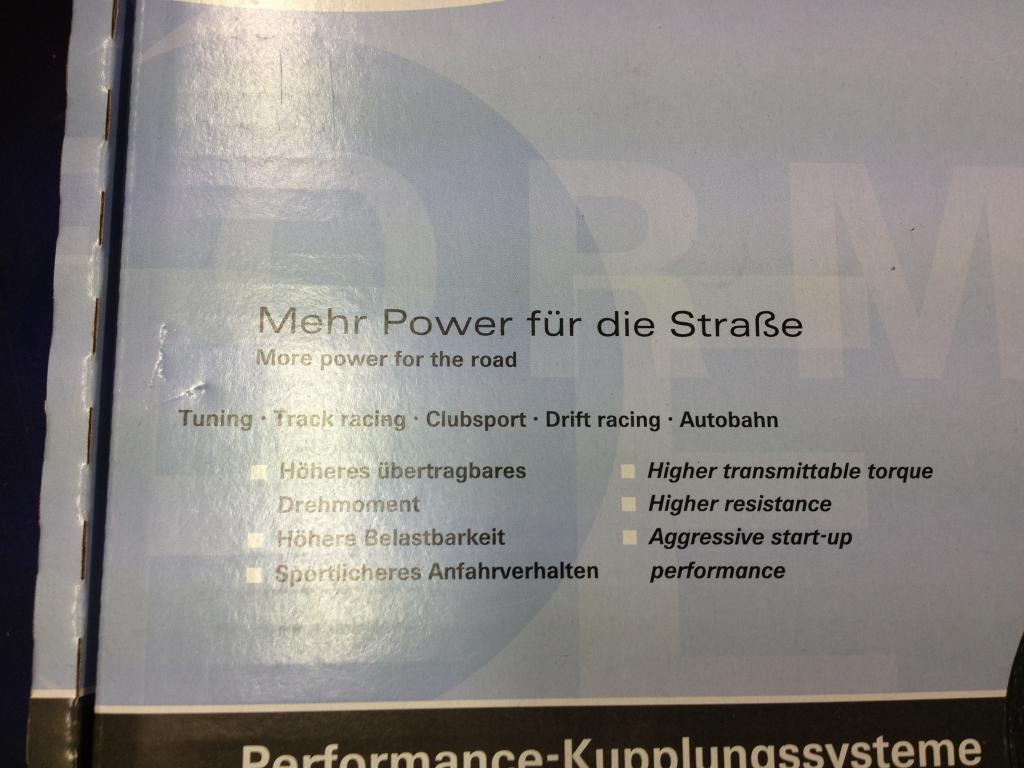 ORM
Mehr Power für die Straße
More power for the road
Tuning · Track racing · Clubsport · Drift racing · Autobahn
Höheres übertragbares
Drehmoment
Höhere Belastbarkeit
Sportlicheres Anfahrverhalten
Higher transmittable torque
Higher resistance
Aggressive start-up
performance
Performance-Kupplungssysteme